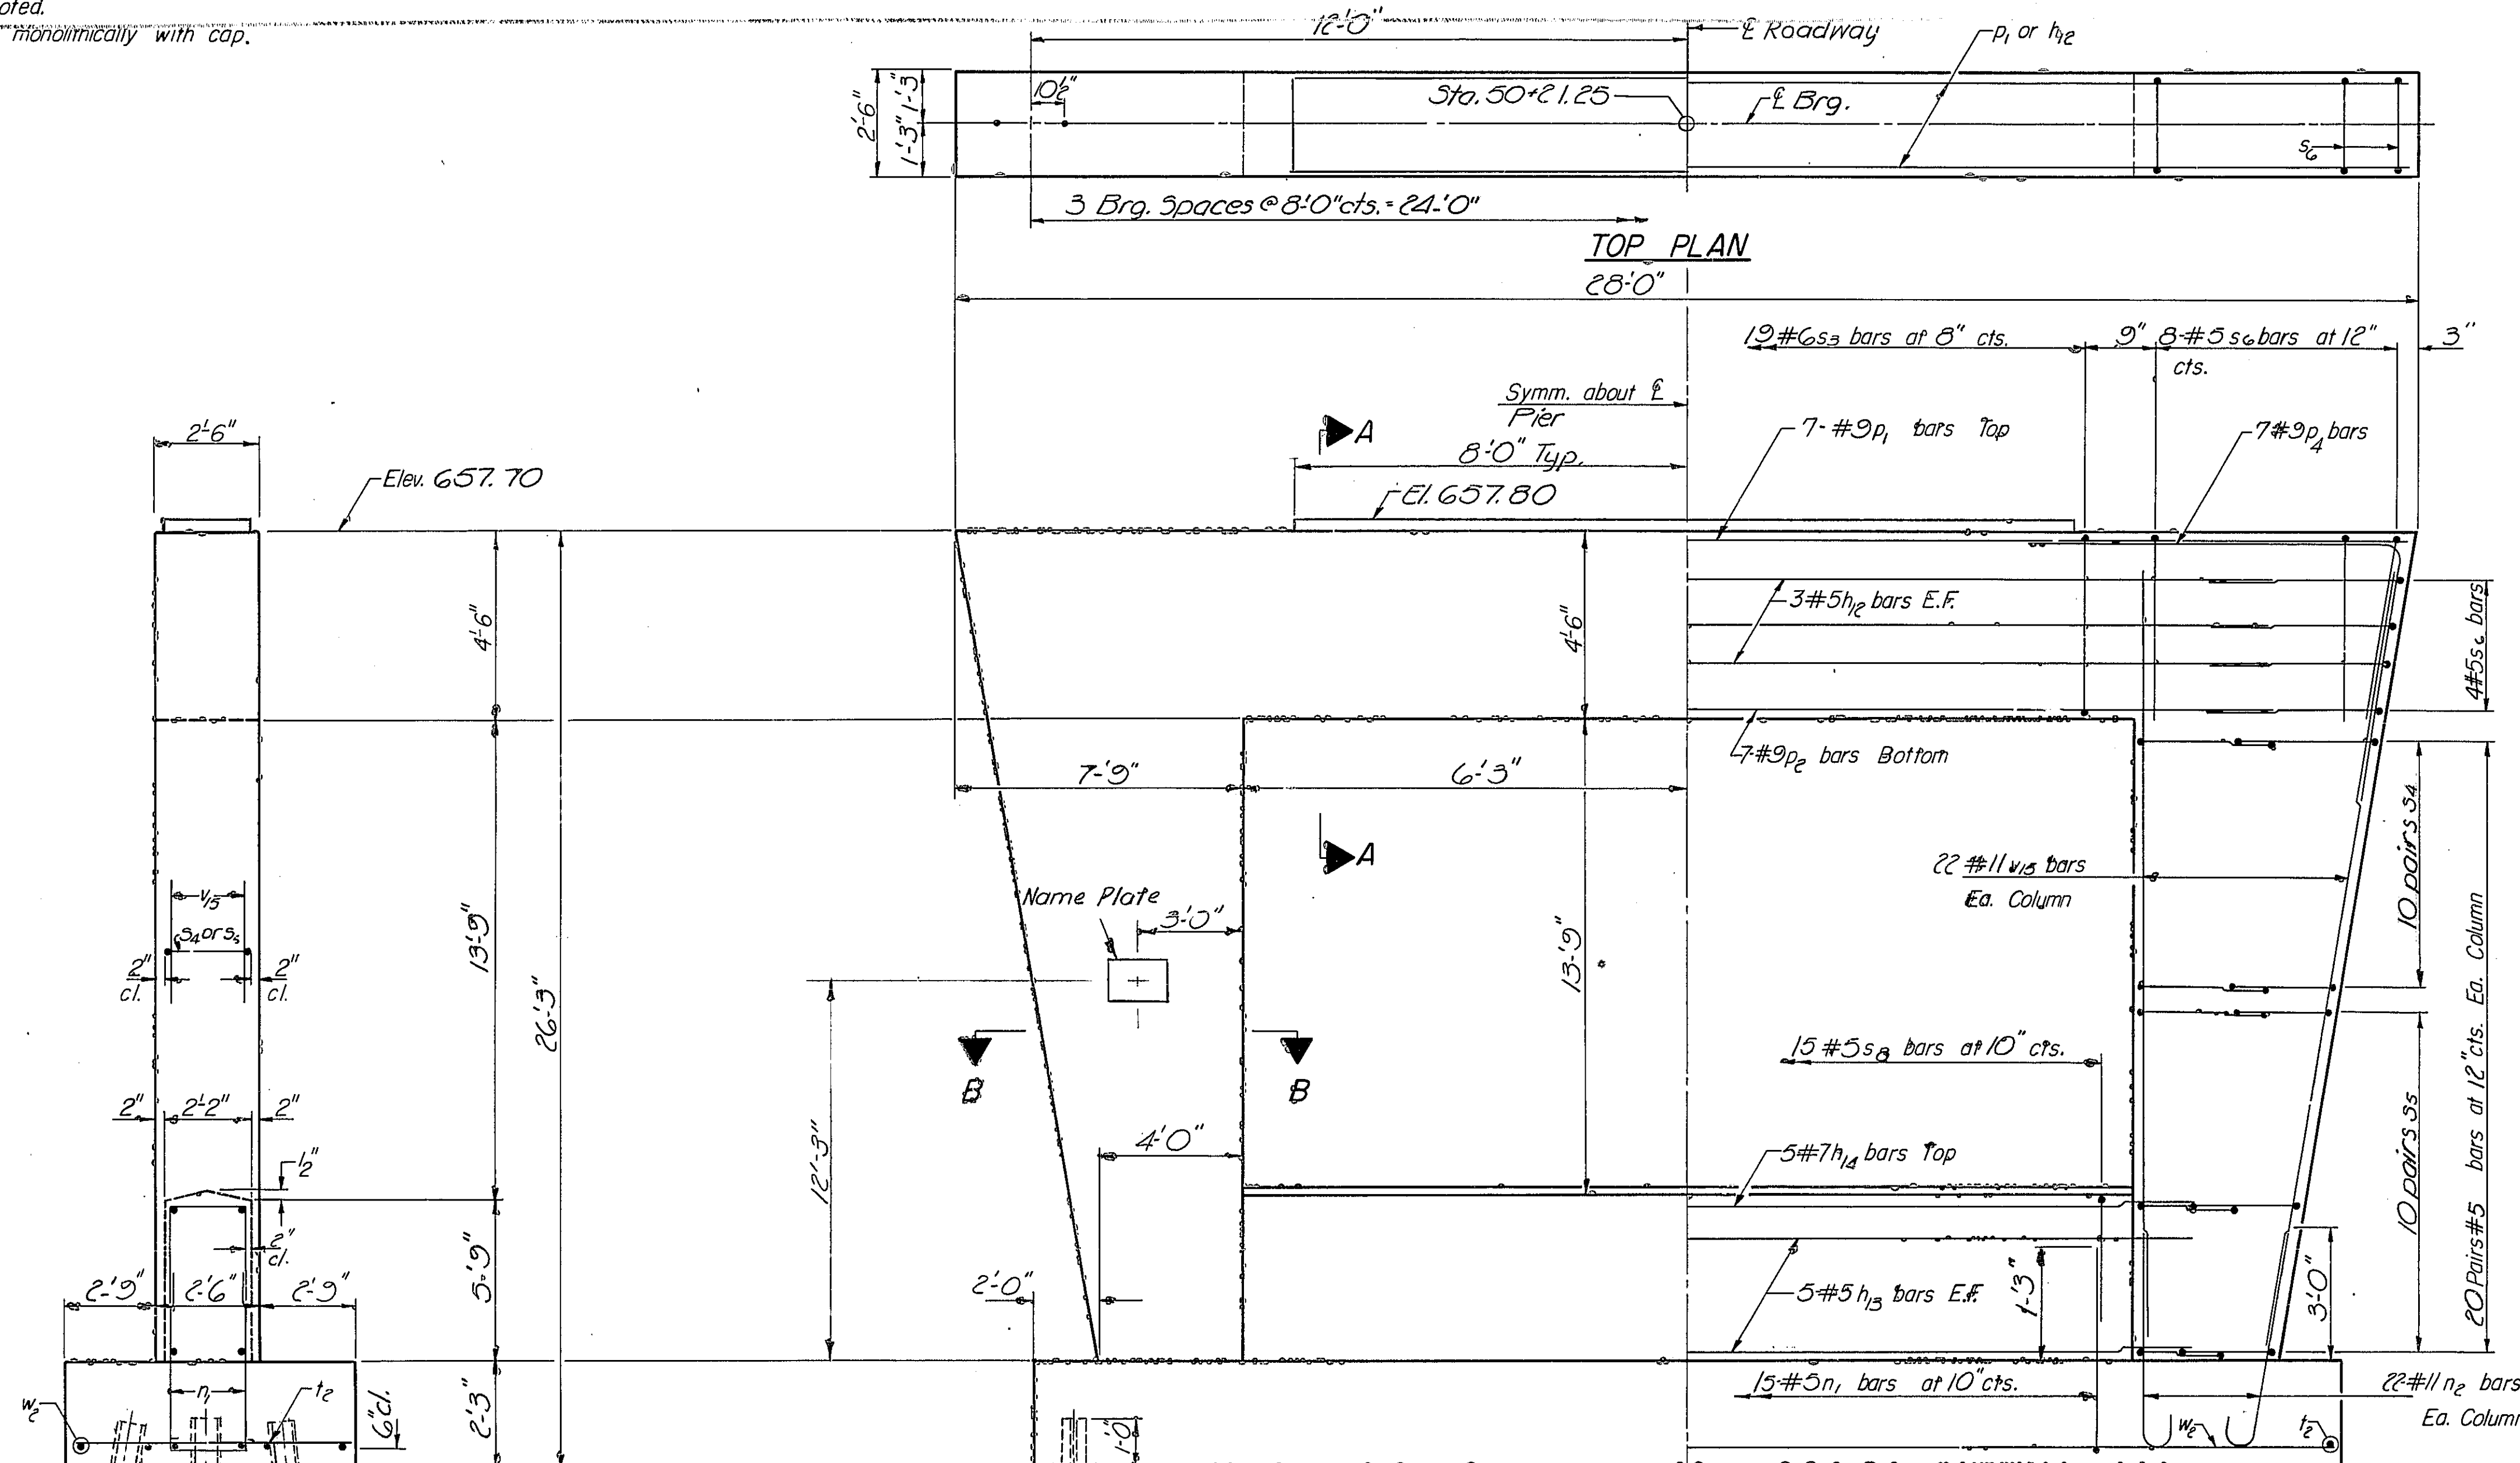 oted.
monolithically with cap.
12'-0"
℄ Roadway
p1 or h12
2'-6"
1'-3"
1'-3"
10½"
Sta. 50+21.25
℄ Brg.
s6
3 Brg. Spaces @ 8'-0" cts. = 24'-0"
TOP PLAN
28'-0"
19 #6 s3 bars at 8" cts.
9"
8-#5 s6 bars at 12"
cts.
3"
Symm. about ℄
Pier
8'-0" Typ.
A
7-#9 p1 bars Top
7 #9 p4 bars
2'-6"
Elev. 657.70
El. 657.80
4'-6"
4'-6"
3 #5 h12 bars E.F.
4 #5 s6 bars
7-#9 p2 bars Bottom
7'-9"
6'-3"
A
10 pairs s4
22 #11 v15 bars
Ea. Column
Name Plate
3'-0"
v15
s4 or s5
2"
cl.
2"
cl.
13'-9"
26'-3"
13'-9"
B
B
15 #5 s8 bars at 10" cts.
2"
2'-2"
2"
½"
12'-3"
4'-0"
5 #7 h14 bars Top
10 pairs s5
20 Pairs #5 bars at 12" cts. Ea. Column
2"
cl.
5'-9"
2'-9"
2'-6"
2'-9"
2'-0"
5-#5 h13 bars E.F.
1'-3"
3'-0"
w2
n1
t2
6" cl.
2'-3"
1'-0"
15-#5 n1 bars at 10" cts.
22-#11 n2 bars
Ea. Column
w2
t2